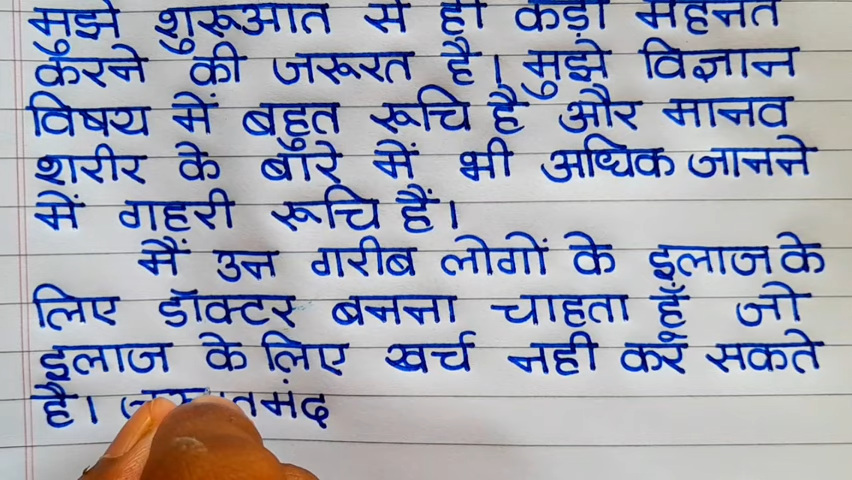 मुझे शुरूआत से ही कड़ी मेहनत
करने की जरूरत है। मुझे विज्ञान
विषय में बहुत रूचि है और मानव
शरीर के बारे में भी अधिक जानने
में गहरी रूचि हैं।
मैं उन गरीब लोगों के इलाज के
लिए डॉक्टर बनना चाहता हूँ जो
इलाज के लिए खर्च नही कर सकते
है।